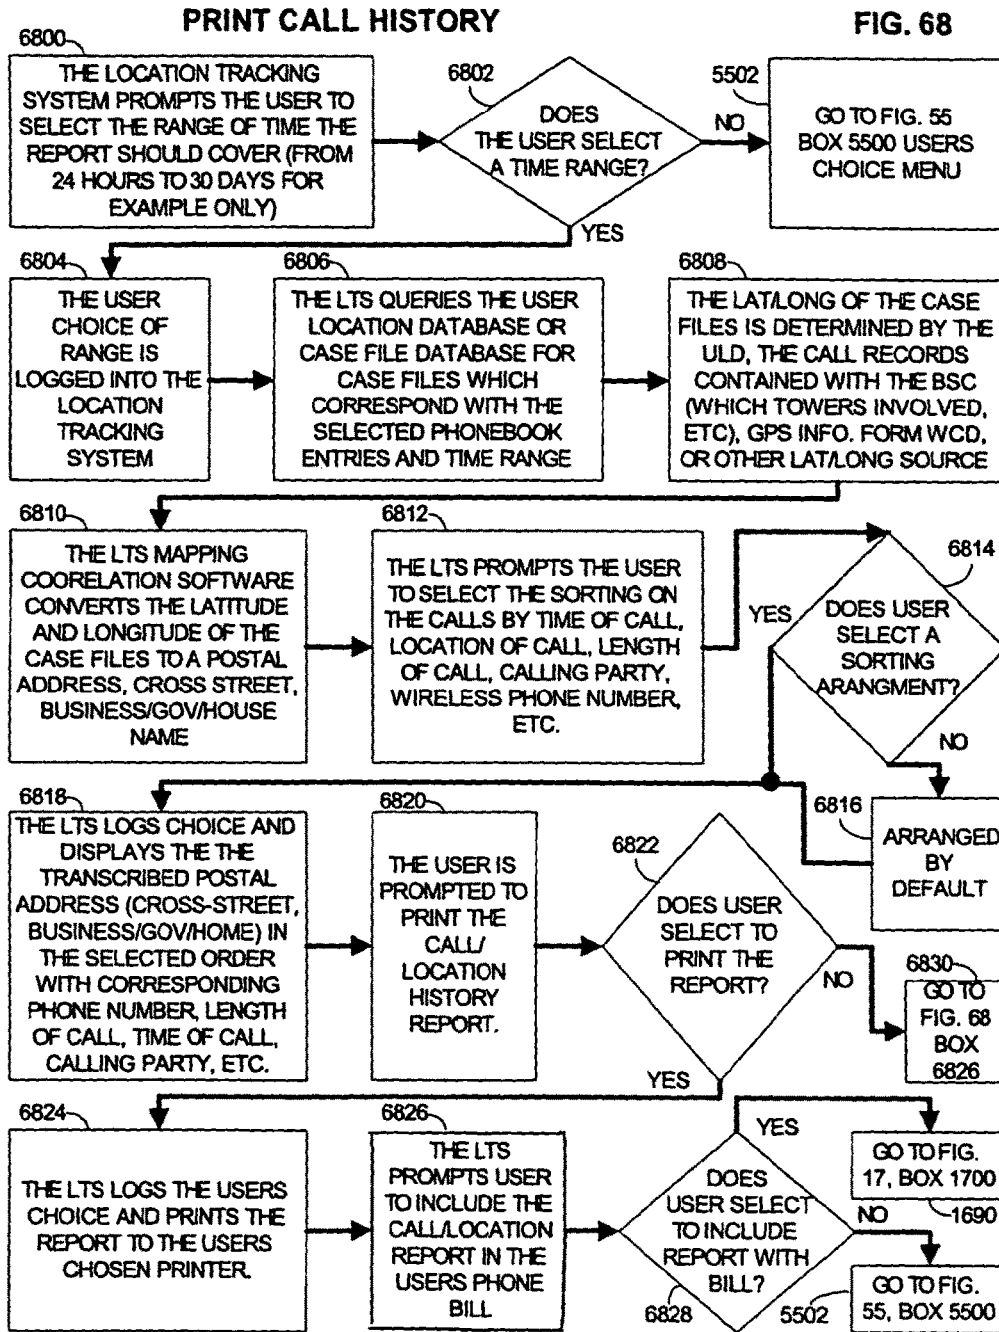 PRINT CALL HISTORY
FIG. 68
6800
THE LOCATION TRACKING
SYSTEM PROMPTS THE USER TO
SELECT THE RANGE OF TIME THE
REPORT SHOULD COVER (FROM
24 HOURS TO 30 DAYS FOR
EXAMPLE ONLY)
6802
DOES
THE USER SELECT
A TIME RANGE?
NO
YES
5502
GO TO FIG. 55
BOX 5500 USERS
CHOICE MENU
6804
THE USER
CHOICE OF
RANGE IS
LOGGED INTO THE
LOCATION
TRACKING
SYSTEM
6806
THE LTS QUERIES THE USER
LOCATION DATABASE OR
CASE FILE DATABASE FOR
CASE FILES WHICH
CORRESPOND WITH THE
SELECTED PHONEBOOK
ENTRIES AND TIME RANGE
6808
THE LAT/LONG OF THE CASE
FILES IS DETERMINED BY THE
ULD, THE CALL RECORDS
CONTAINED WITH THE BSC
(WHICH TOWERS INVOLVED,
ETC), GPS INFO. FORM WCD,
OR OTHER LAT/LONG SOURCE
6810
THE LTS MAPPING
COORELATION SOFTWARE
CONVERTS THE LATITUDE
AND LONGITUDE OF THE
CASE FILES TO A POSTAL
ADDRESS, CROSS STREET,
BUSINESS/GOV/HOUSE
NAME
6812
THE LTS PROMPTS THE USER
TO SELECT THE SORTING ON
THE CALLS BY TIME OF CALL,
LOCATION OF CALL, LENGTH
OF CALL, CALLING PARTY,
WIRELESS PHONE NUMBER,
ETC.
6814
YES
DOES USER
SELECT A
SORTING
ARANGMENT?
NO
6816
ARRANGED
BY
DEFAULT
6818
THE LTS LOGS CHOICE AND
DISPLAYS THE THE
TRANSCRIBED POSTAL
ADDRESS (CROSS-STREET,
BUSINESS/GOV/HOME) IN
THE SELECTED ORDER
WITH CORRESPONDING
PHONE NUMBER, LENGTH
OF CALL, TIME OF CALL,
CALLING PARTY, ETC.
6820
THE USER IS
PROMPTED TO
PRINT THE
CALL/
LOCATION
HISTORY
REPORT.
6822
DOES USER
SELECT TO
PRINT THE
REPORT?
NO
YES
6830
GO TO
FIG. 68
BOX
6826
6824
THE LTS LOGS THE USERS
CHOICE AND PRINTS THE
REPORT TO THE USERS
CHOSEN PRINTER.
6826
THE LTS
PROMPTS USER
TO INCLUDE THE
CALL/LOCATION
REPORT IN THE
USERS PHONE
BILL
6828
DOES
USER SELECT
TO INCLUDE
REPORT WITH
BILL?
YES
GO TO FIG.
17, BOX 1700
1690
NO
5502
GO TO FIG.
55, BOX 5500